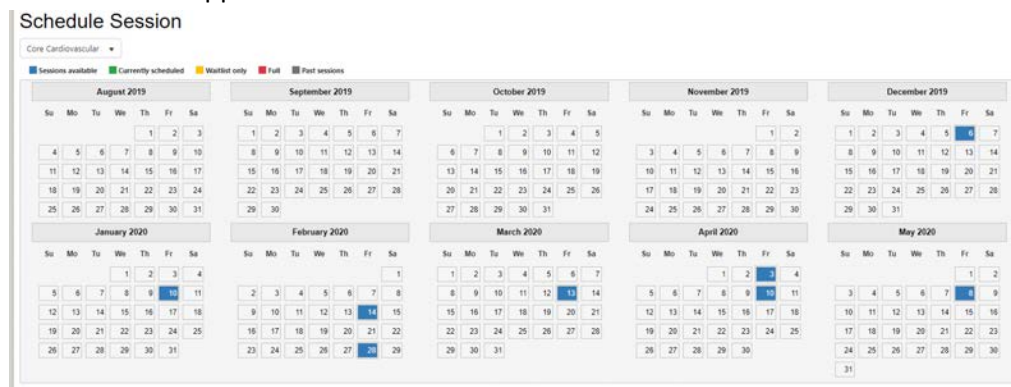 Schedule Session
Core Cardiovascular
Sessions available Currently scheduled Waitlist only Full Past sessions
August 2019 September 2019 October 2019 November 2019 December 2019
Su Mo Tu We Th Fr Sa Su Mo Tu We Th Fr Sa Su Mo Tu We Th Fr Sa Su Mo Tu We Th Fr Sa Su Mo Tu We Th Fr Sa
1 2 3 1 2 3 4 5 6 7 1 2 3 4 5 1 2 1 2 3 4 5 6 7
4 5 6 7 8 9 10 8 9 10 11 12 13 14 6 7 8 9 10 11 12 3 4 5 6 7 8 9 8 9 10 11 12 13 14
11 12 13 14 15 16 17 15 16 17 18 19 20 21 13 14 15 16 17 18 19 10 11 12 13 14 15 16 15 16 17 18 19 20 21
18 19 20 21 22 23 24 22 23 24 25 26 27 28 20 21 22 23 24 25 26 17 18 19 20 21 22 23 22 23 24 25 26 27 28
25 26 27 28 29 30 31 29 30 27 28 29 30 31 24 25 26 27 28 29 30 29 30 31
January 2020 February 2020 March 2020 April 2020 May 2020
Su Mo Tu We Th Fr Sa Su Mo Tu We Th Fr Sa Su Mo Tu We Th Fr Sa Su Mo Tu We Th Fr Sa Su Mo Tu We Th Fr Sa
1 2 3 4 1 1 2 3 4 5 6 7 1 2 3 4 1 2
5 6 7 8 9 10 11 2 3 4 5 6 7 8 8 9 10 11 12 13 14 5 6 7 8 9 10 11 3 4 5 6 7 8 9
12 13 14 15 16 17 18 9 10 11 12 13 14 15 15 16 17 18 19 20 21 12 13 14 15 16 17 18 10 11 12 13 14 15 16
19 20 21 22 23 24 25 16 17 18 19 20 21 22 22 23 24 25 26 27 28 19 20 21 22 23 24 25 17 18 19 20 21 22 23
26 27 28 29 30 31 23 24 25 26 27 28 29 29 30 31 26 27 28 29 30 24 25 26 27 28 29 30
31